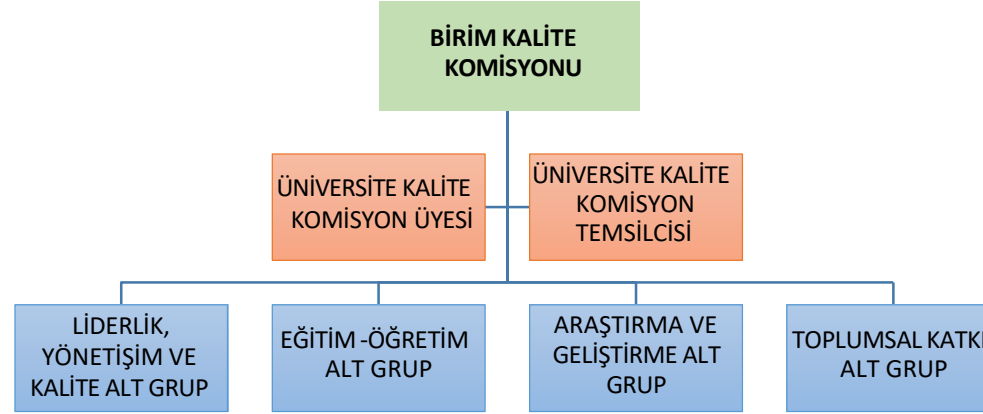 BİRİM KALİTE
KOMİSYONU
ÜNİVERSİTE KALİTE
KOMİSYON ÜYESİ
ÜNİVERSİTE KALİTE
KOMİSYON
TEMSİLCİSİ
LİDERLİK,
YÖNETİŞİM VE
KALİTE ALT GRUP
EĞİTİM -ÖĞRETİM
ALT GRUP
ARAŞTIRMA VE
GELİŞTİRME ALT
GRUP
TOPLUMSAL KATKI
ALT GRUP